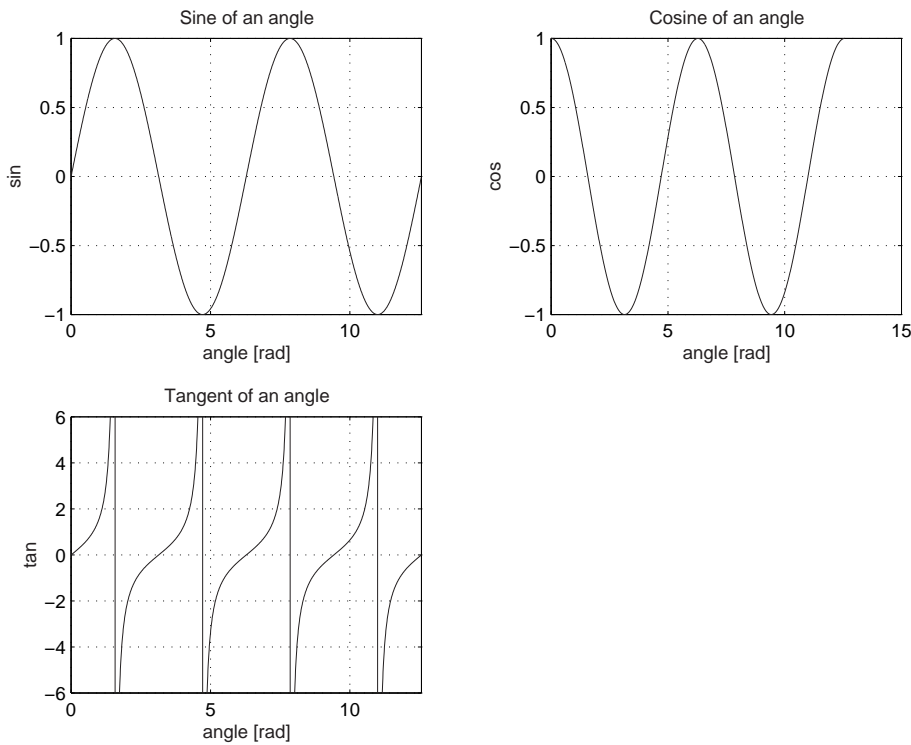 Sine of an angle
1
0.5
0
−0.5
−1
sin
0 5 10
angle [rad]
Cosine of an angle
1
0.5
0
−0.5
−1
cos
0 5 10 15
angle [rad]
Tangent of an angle
6
4
2
0
−2
−4
−6
tan
0 5 10
angle [rad]